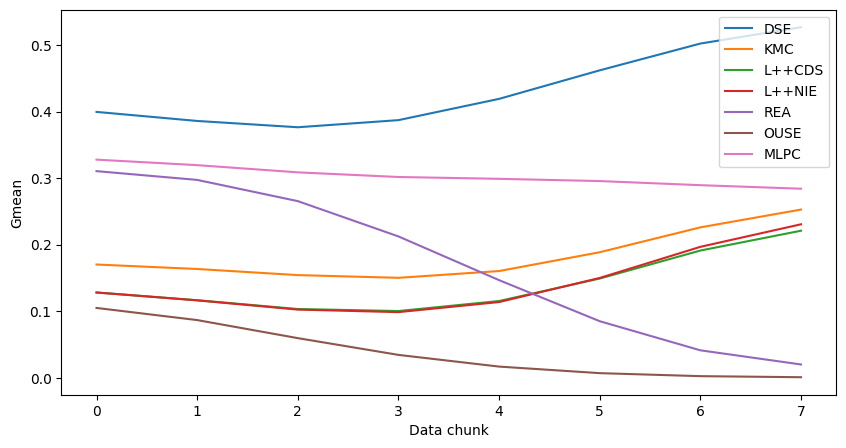 0.5
0.4
0.3
0.2
0.1
0.0
Gmean
0 1 2 3 4 5 6 7
Data chunk
DSE
KMC
L++CDS
L++NIE
REA
OUSE
MLPC